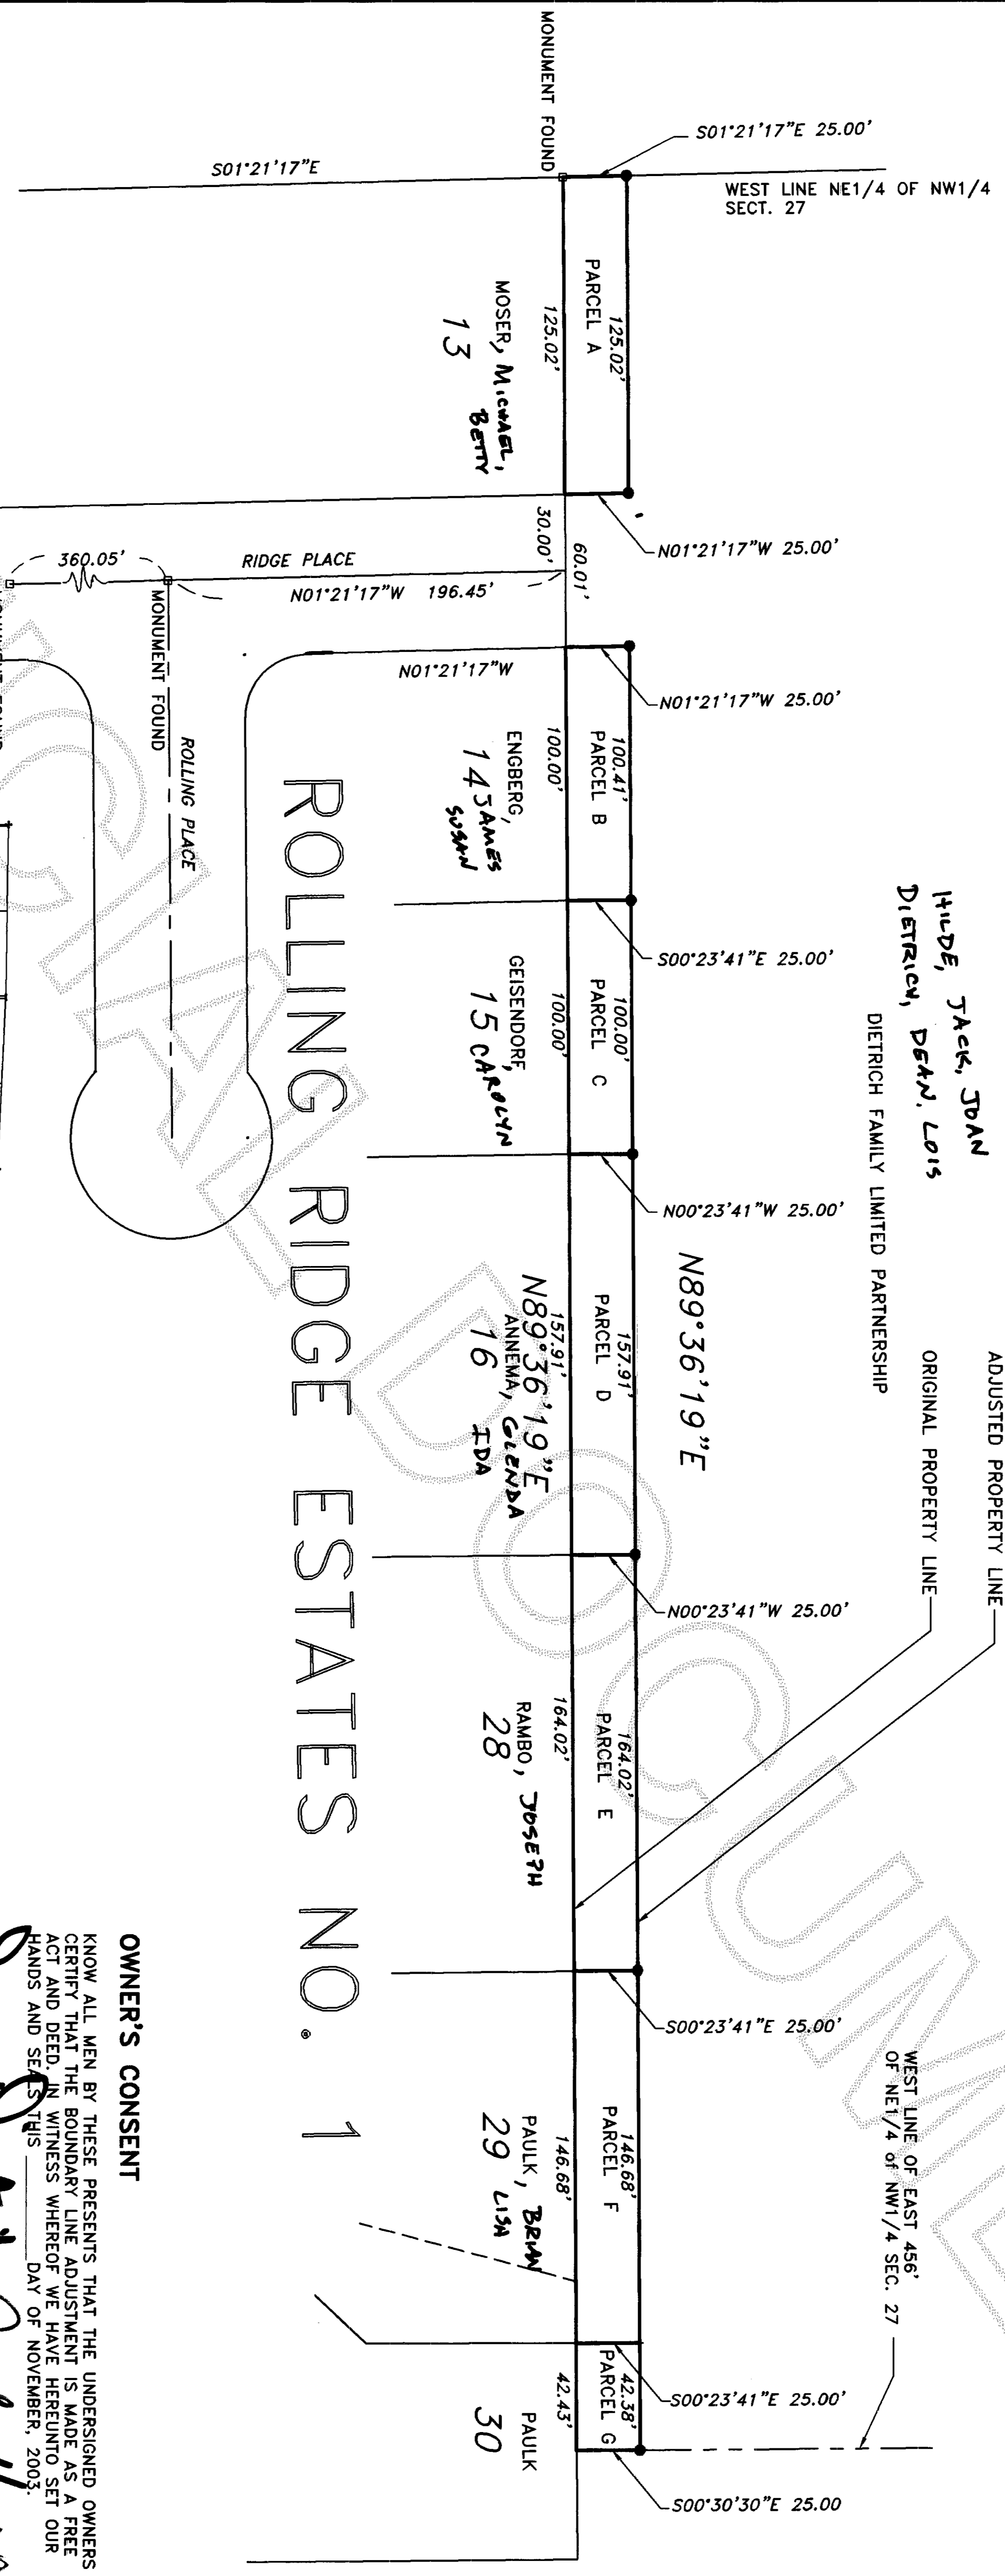 MONUMENT FOUND
S01°21'17"E 25.00'
S01°21'17"E
WEST LINE NE1/4 OF NW1/4
SECT. 27
125.02'
PARCEL A
125.02'
MOSER, MICHAEL,
BETTY
13
N01°21'17"W 25.00'
60.01'
30.00'
RIDGE PLACE
N01°21'17"W 196.45'
360.05'
MONUMENT FOUND
MONUMENT FOUND
ROLLING PLACE
N01°21'17"W
N01°21'17"W 25.00'
100.41'
PARCEL B
100.00'
ENGBERG,
14 JAMES
SUSAN
S00°23'41"E 25.00'
100.00'
PARCEL C
100.00'
GEISENDORF,
15 CAROLYN
N00°23'41"W 25.00'
HILDE, JACK, JOAN
DIETRICH, DEAN, LOIS
DIETRICH FAMILY LIMITED PARTNERSHIP
N89°36'19"E
157.91'
PARCEL D
157.91'
N89°36'19"E
ANNEMA, GLENDA
16 IDA
N00°23'41"W 25.00'
ADJUSTED PROPERTY LINE
ORIGINAL PROPERTY LINE
164.02'
PARCEL E
164.02'
RAMBO, JOSEPH
28
S00°23'41"E 25.00'
146.68'
PARCEL F
146.68'
PAULK, BRIAN
29 LISA
WEST LINE OF EAST 456'
OF NE1/4 of NW1/4 SEC. 27
S00°23'41"E 25.00'
42.38'
PARCEL G
42.43'
PAULK
30
S00°30'30"E 25.00
ROLLING RIDGE ESTATES NO. 1
OWNER'S CONSENT
KNOW ALL MEN BY THESE PRESENTS THAT THE UNDERSIGNED OWNERS
CERTIFY THAT THE BOUNDARY LINE ADJUSTMENT IS MADE AS A FREE
ACT AND DEED. IN WITNESS WHEREOF WE HAVE HEREUNTO SET OUR
HANDS AND SEALS THIS ______ DAY OF NOVEMBER, 2003.